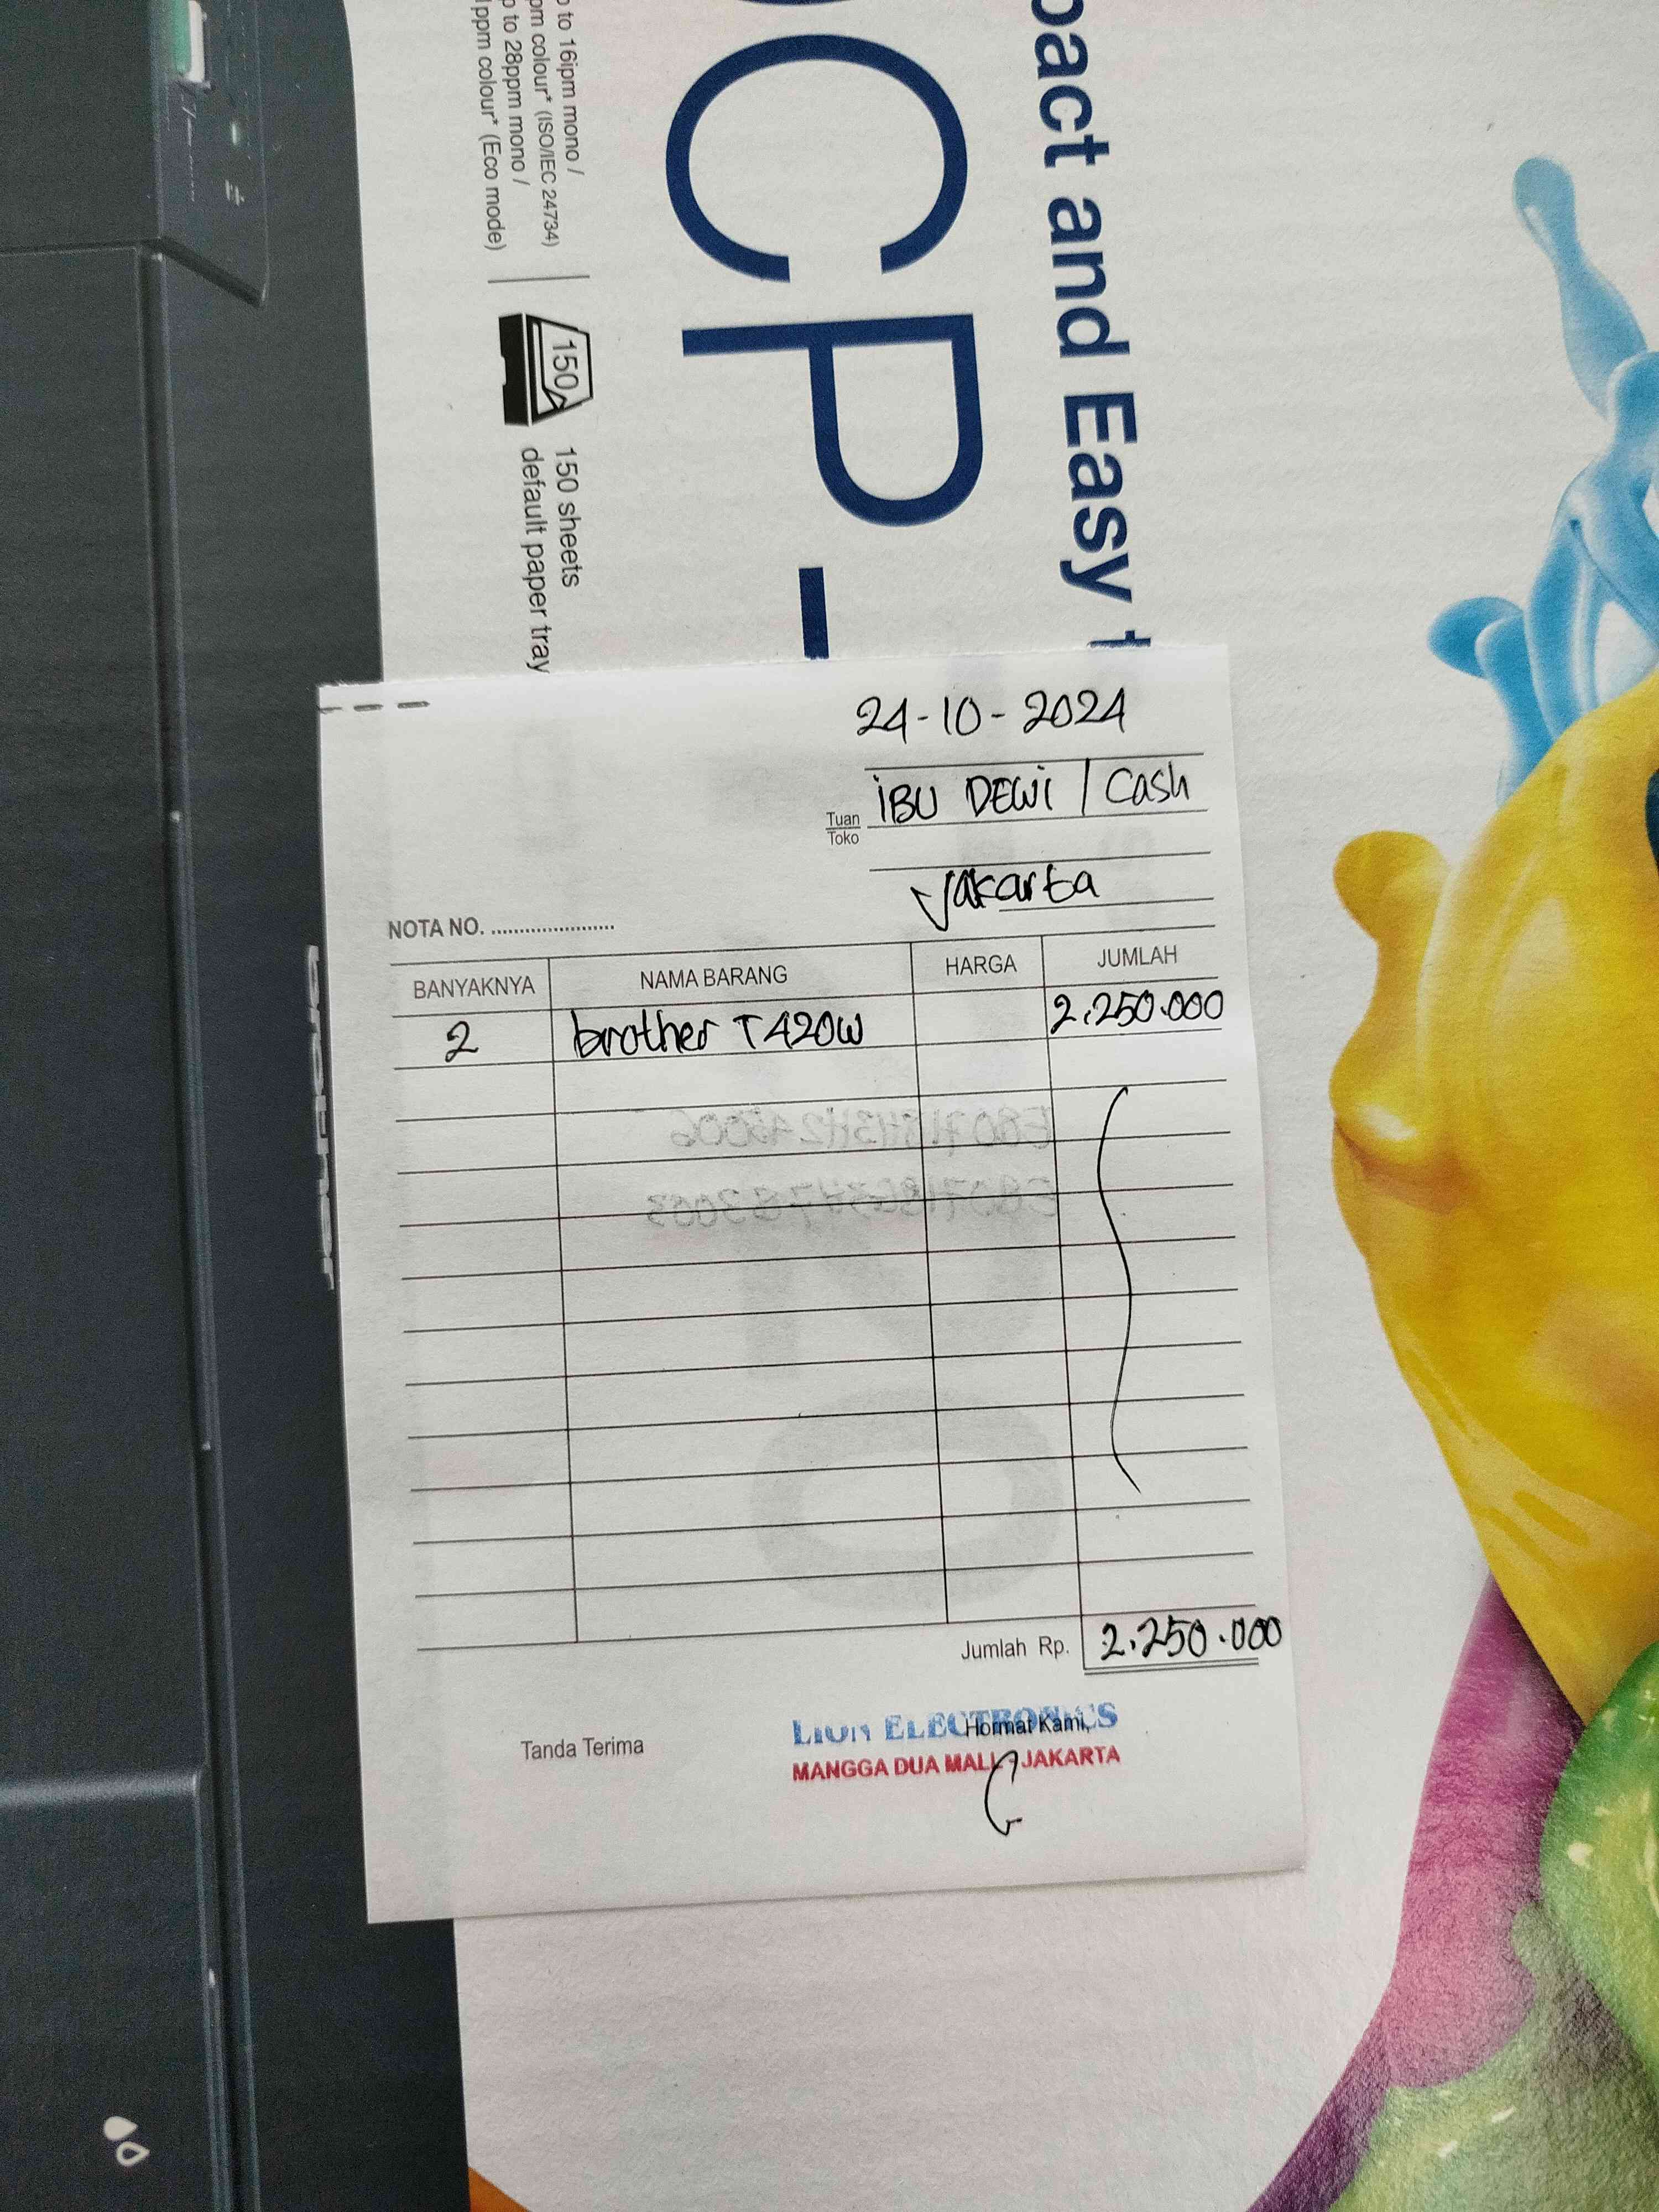 pact and Easy t
CP-
p to 16ipm mono /
pm colour* (ISO/IEC 24734)
p to 28ppm mono /
1ppm colour* (Eco mode)
150
150 sheets
default paper tray
brother
24-10-2024
Tuan
Toko
IBU DEWi / Cash
Jakarta
NOTA NO. ......................
BANYAKNYA NAMA BARANG HARGA JUMLAH
2 brother T420W 2.250.000
Jumlah Rp. 2.250.000
Tanda Terima
Hormat Kami,
LION ELECTRONICS
MANGGA DUA MALL - JAKARTA